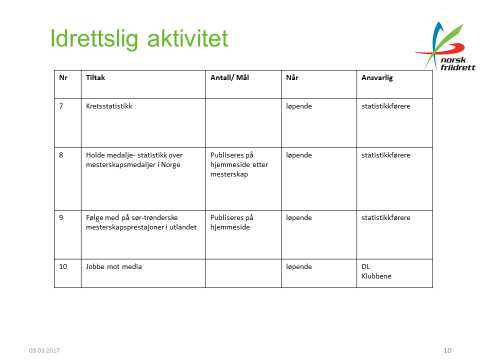 Idrettslig aktivitet
norsk
friidrett
Nr Tiltak Antall/ Mål Når Ansvarlig
7 Kretsstatistikk løpende statistikkførere
8 Holde medalje- statistikk over Publiseres på løpende statistikkførere
mesterskapsmedaljer i Norge hjemmeside etter
mesterskap
9 Følge med på sør-trønderske Publiseres på løpende statistikkførere
mesterskapsprestajoner i utlandet hjemmeside
10 Jobbe mot media løpende DL
Klubbene
03.03.2017 10